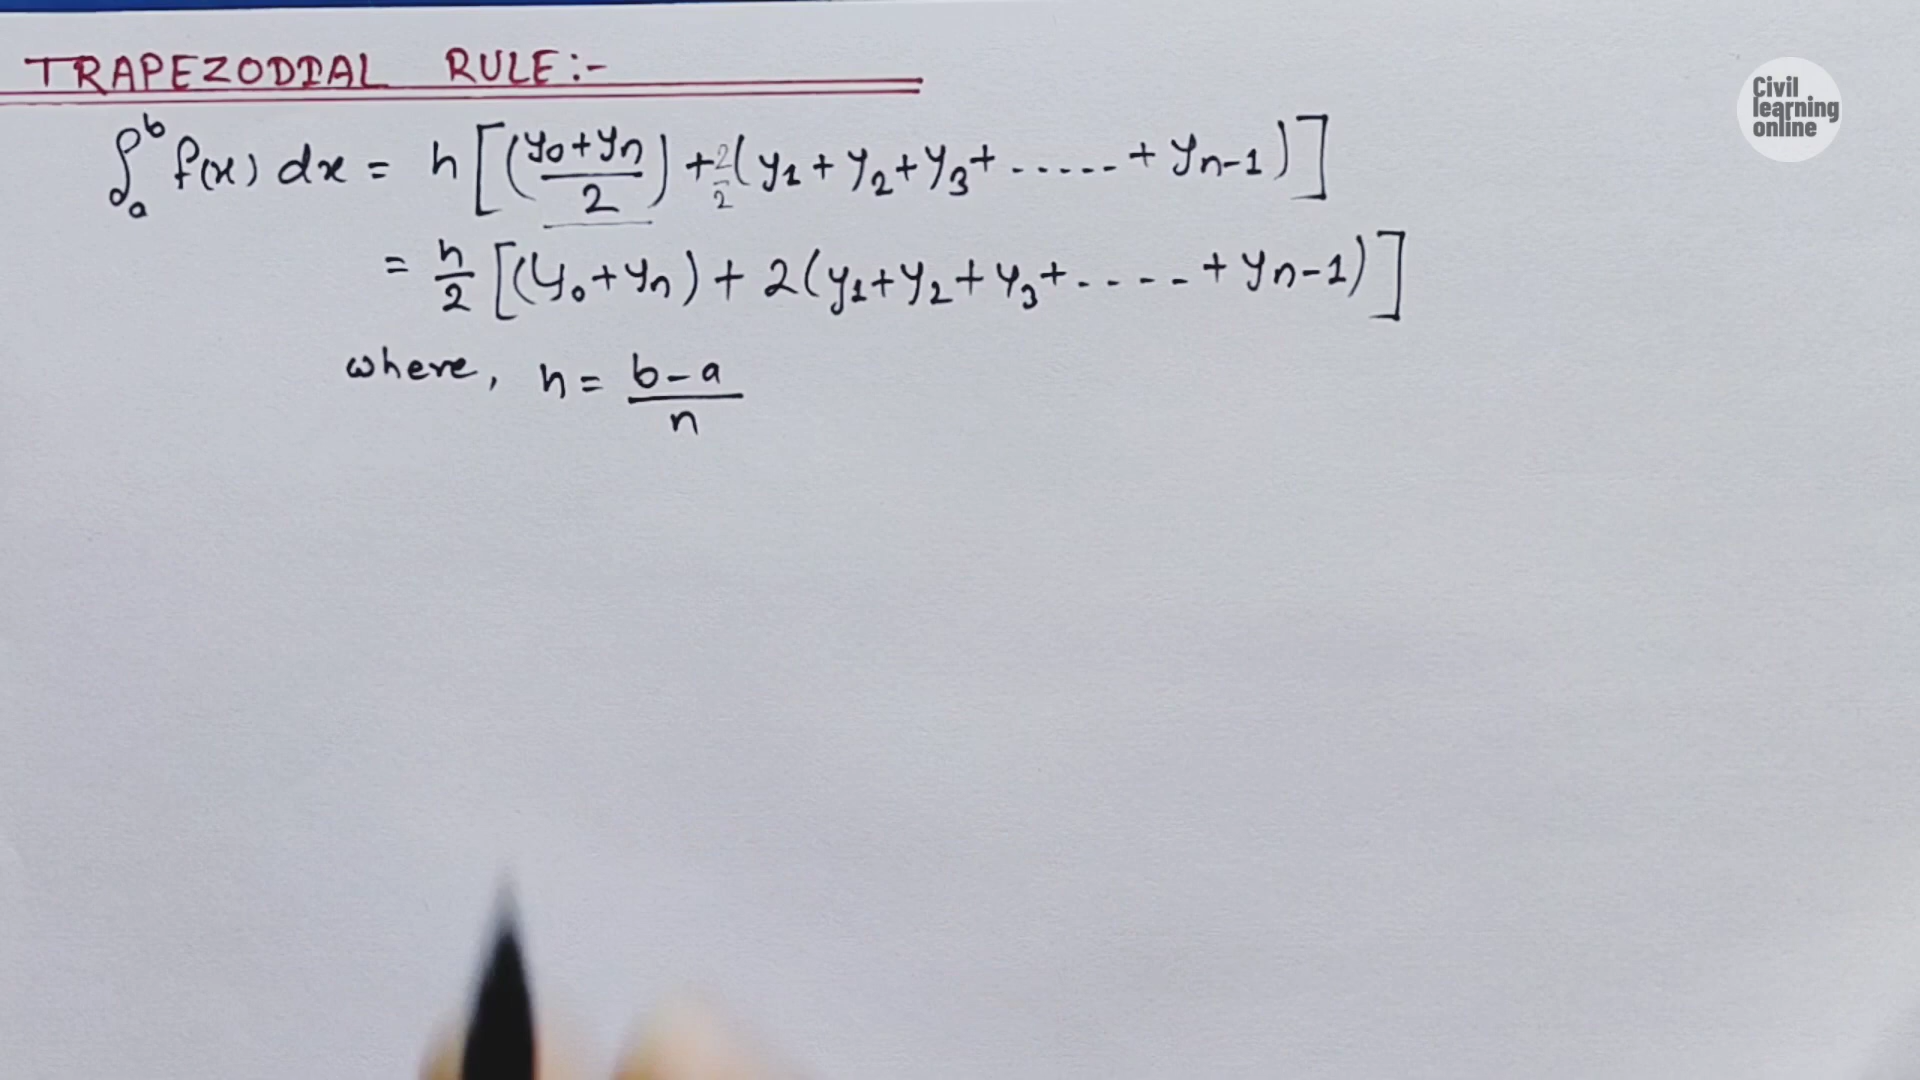 TRAPEZODIAL RULE:-
∫ₐᵇ f(x) dx = h[((y₀+yₙ)/2) + 2/2(y₁+y₂+y₃+.....+yₙ₋₁)]
= h/2 [(y₀+yₙ) + 2(y₁+y₂+y₃+.....+yₙ₋₁)]
where, h = (b-a)/n
Civil
learning
online